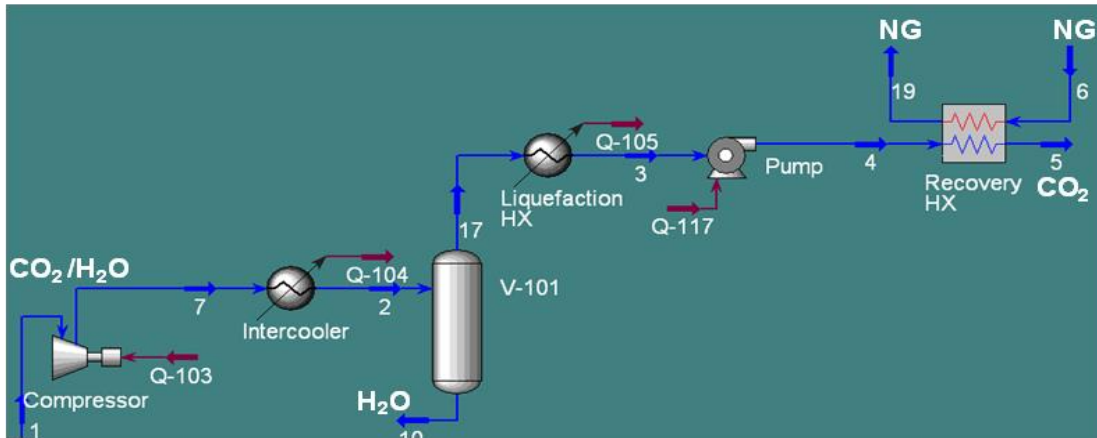 NG NG
19 6
Q-105
3 Pump 4 5
Liquefaction
HX
Recovery
HX
CO₂
17 Q-117
CO₂/H₂O
Q-104
V-101
7 2
Intercooler
Q-103
Compressor
H₂O
1 10